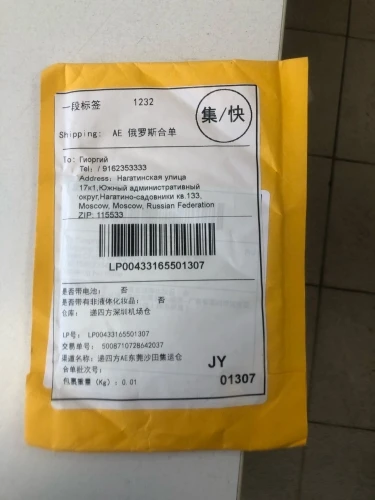 一段标签 1232
集/快
Shipping: AE 俄罗斯合单
To: Гиоргий
Tel: / 9162353333
Address: Нагатинская улица
17к1,Южный административный
округ,Нагатино-садовники кв.133,
Moscow, Moscow, Russian Federation
ZIP: 115533
LP00433165501307
是否带电池: 否
是否带有非液体化妆品: 否
仓库: 递四方深圳机场仓
LP号: LP00433165501307
交易单号: 5008710728642037
渠道名称: 递四方AE东莞沙田集运仓
合单批次号:
包裹重量 (Kg): 0.01
JY
01307